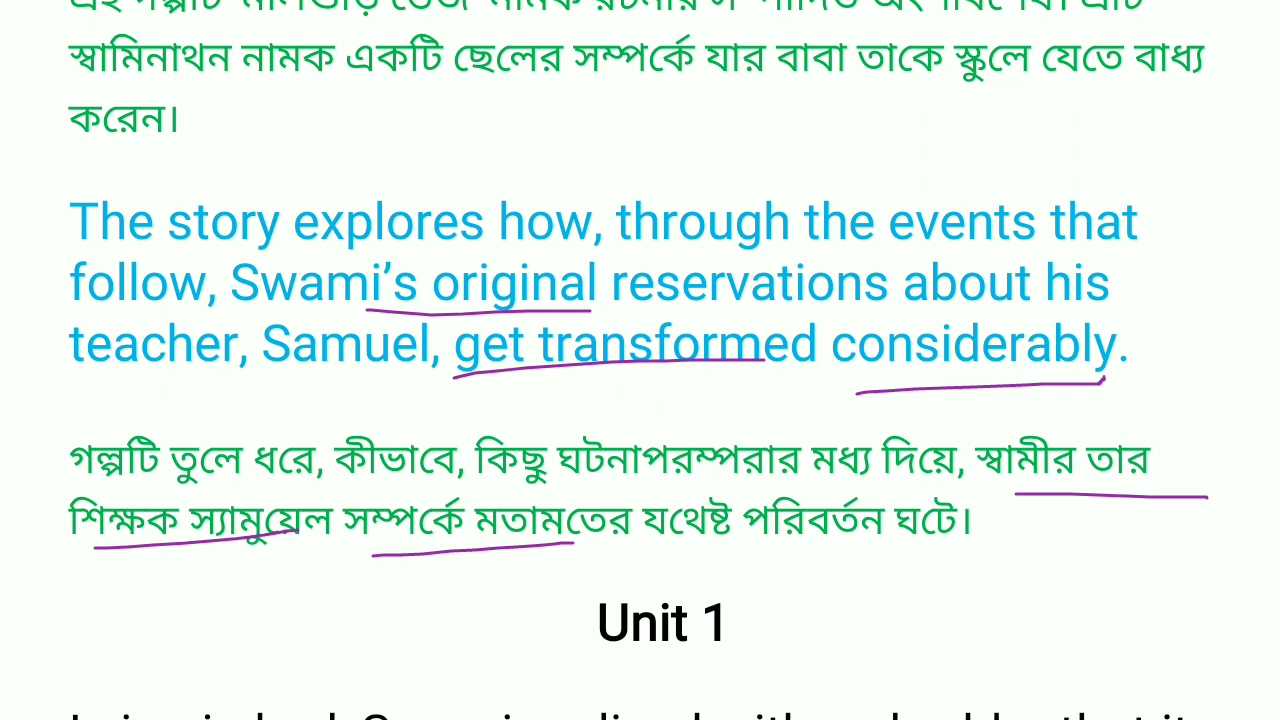 স্বামিনাথন নামক একটি ছেলের সম্পর্কে যার বাবা তাকে স্কুলে যেতে বাধ্য
করেন।
The story explores how, through the events that
follow, Swami’s original reservations about his
teacher, Samuel, get transformed considerably.
গল্পটি তুলে ধরে, কীভাবে, কিছু ঘটনাপরম্পরার মধ্য দিয়ে, স্বামীর তার
শিক্ষক স্যামুয়েল সম্পর্কে মতামতের যথেষ্ট পরিবর্তন ঘটে।
Unit 1